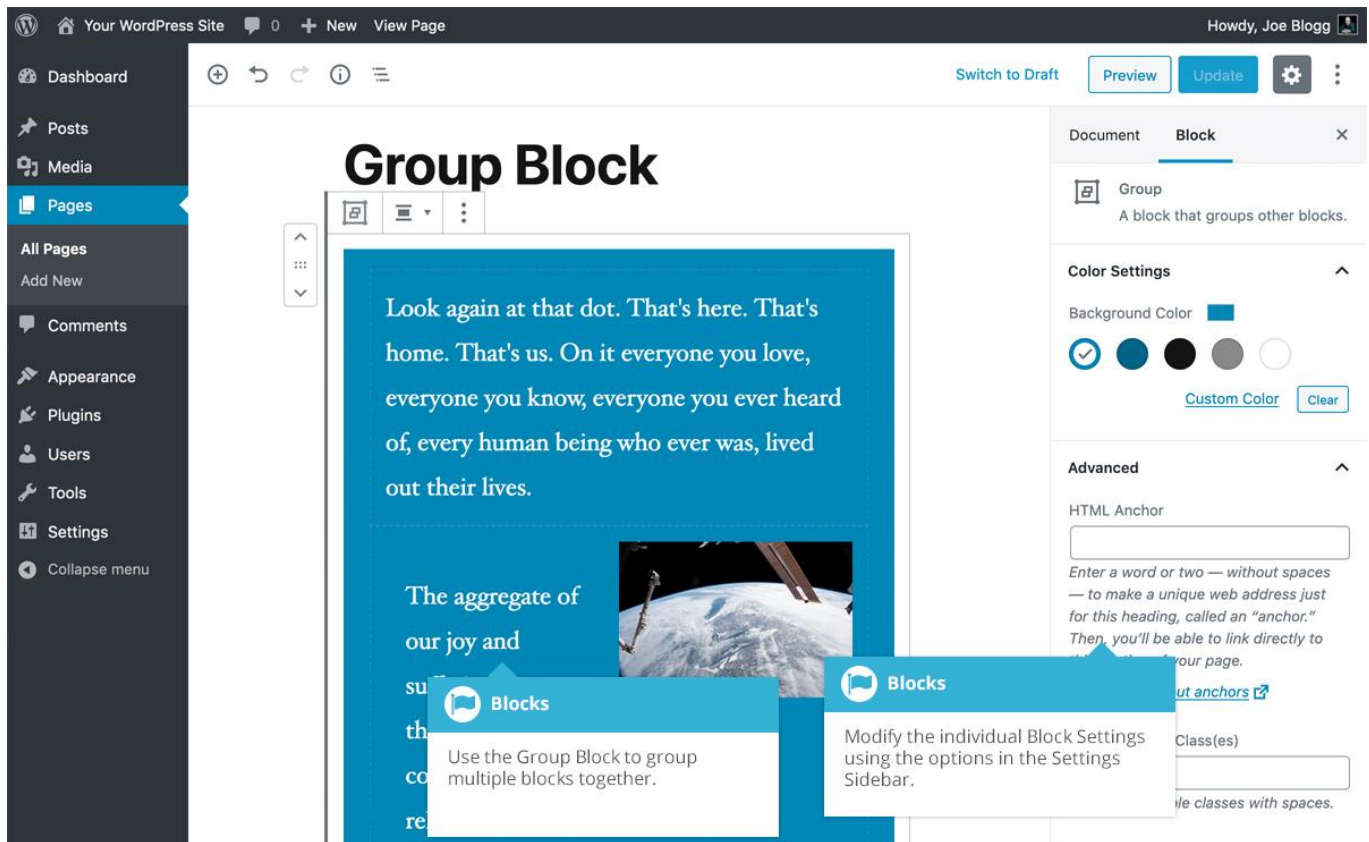 Your WordPress Site 0 New View Page
Howdy, Joe Blogg
Dashboard
Posts
Media
Pages
All Pages
Add New
Comments
Appearance
Plugins
Users
Tools
Settings
Collapse menu
Switch to Draft
Preview
Update
Group Block
Look again at that dot. That's here. That's
home. That's us. On it everyone you love,
everyone you know, everyone you ever heard
of, every human being who ever was, lived
out their lives.
The aggregate of
our joy and
Blocks
Use the Group Block to group
multiple blocks together.
Document Block
Group
A block that groups other blocks.
Color Settings
Background Color
Custom Color
Clear
Advanced
HTML Anchor
Enter a word or two — without spaces
— to make a unique web address just
for this heading, called an “anchor.”
Then, you’ll be able to link directly to
your page.
anchors
Blocks
Modify the individual Block Settings
using the options in the Settings
Sidebar.
Class(es)
classes with spaces.